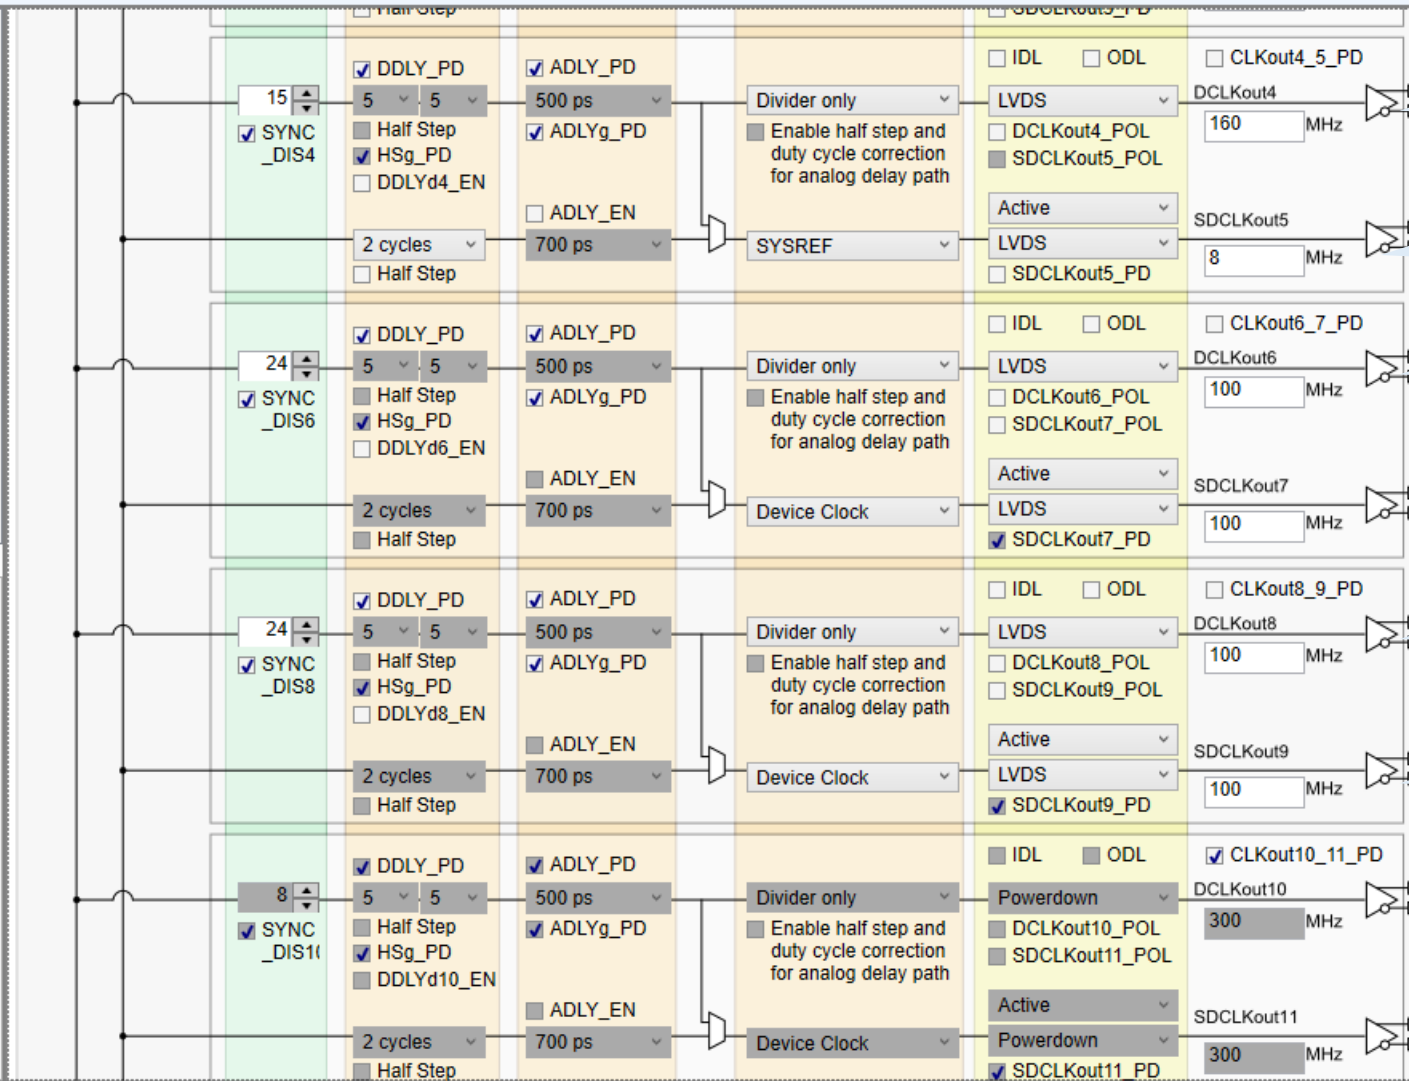 Half Step
SDCLKout3_PD
DDLY_PD
ADLY_PD
IDL
ODL
CLKout4_5_PD
15
5
5
500 ps
Divider only
LVDS
DCLKout4
160
MHz
SYNC
_DIS4
Half Step
HSg_PD
DDLYd4_EN
ADLYg_PD
Enable half step and
duty cycle correction
for analog delay path
DCLKout4_POL
SDCLKout5_POL
ADLY_EN
Active
SDCLKout5
2 cycles
700 ps
SYSREF
LVDS
8
MHz
Half Step
SDCLKout5_PD
DDLY_PD
ADLY_PD
IDL
ODL
CLKout6_7_PD
24
5
5
500 ps
Divider only
LVDS
DCLKout6
100
MHz
SYNC
_DIS6
Half Step
HSg_PD
DDLYd6_EN
ADLYg_PD
Enable half step and
duty cycle correction
for analog delay path
DCLKout6_POL
SDCLKout7_POL
ADLY_EN
Active
SDCLKout7
2 cycles
700 ps
Device Clock
LVDS
100
MHz
Half Step
SDCLKout7_PD
DDLY_PD
ADLY_PD
IDL
ODL
CLKout8_9_PD
24
5
5
500 ps
Divider only
LVDS
DCLKout8
100
MHz
SYNC
_DIS8
Half Step
HSg_PD
DDLYd8_EN
ADLYg_PD
Enable half step and
duty cycle correction
for analog delay path
DCLKout8_POL
SDCLKout9_POL
ADLY_EN
Active
SDCLKout9
2 cycles
700 ps
Device Clock
LVDS
100
MHz
Half Step
SDCLKout9_PD
DDLY_PD
ADLY_PD
IDL
ODL
CLKout10_11_PD
8
5
5
500 ps
Divider only
Powerdown
DCLKout10
300
MHz
SYNC
_DIS10
Half Step
HSg_PD
DDLYd10_EN
ADLYg_PD
Enable half step and
duty cycle correction
for analog delay path
DCLKout10_POL
SDCLKout11_POL
ADLY_EN
Active
SDCLKout11
2 cycles
700 ps
Device Clock
Powerdown
300
MHz
Half Step
SDCLKout11_PD